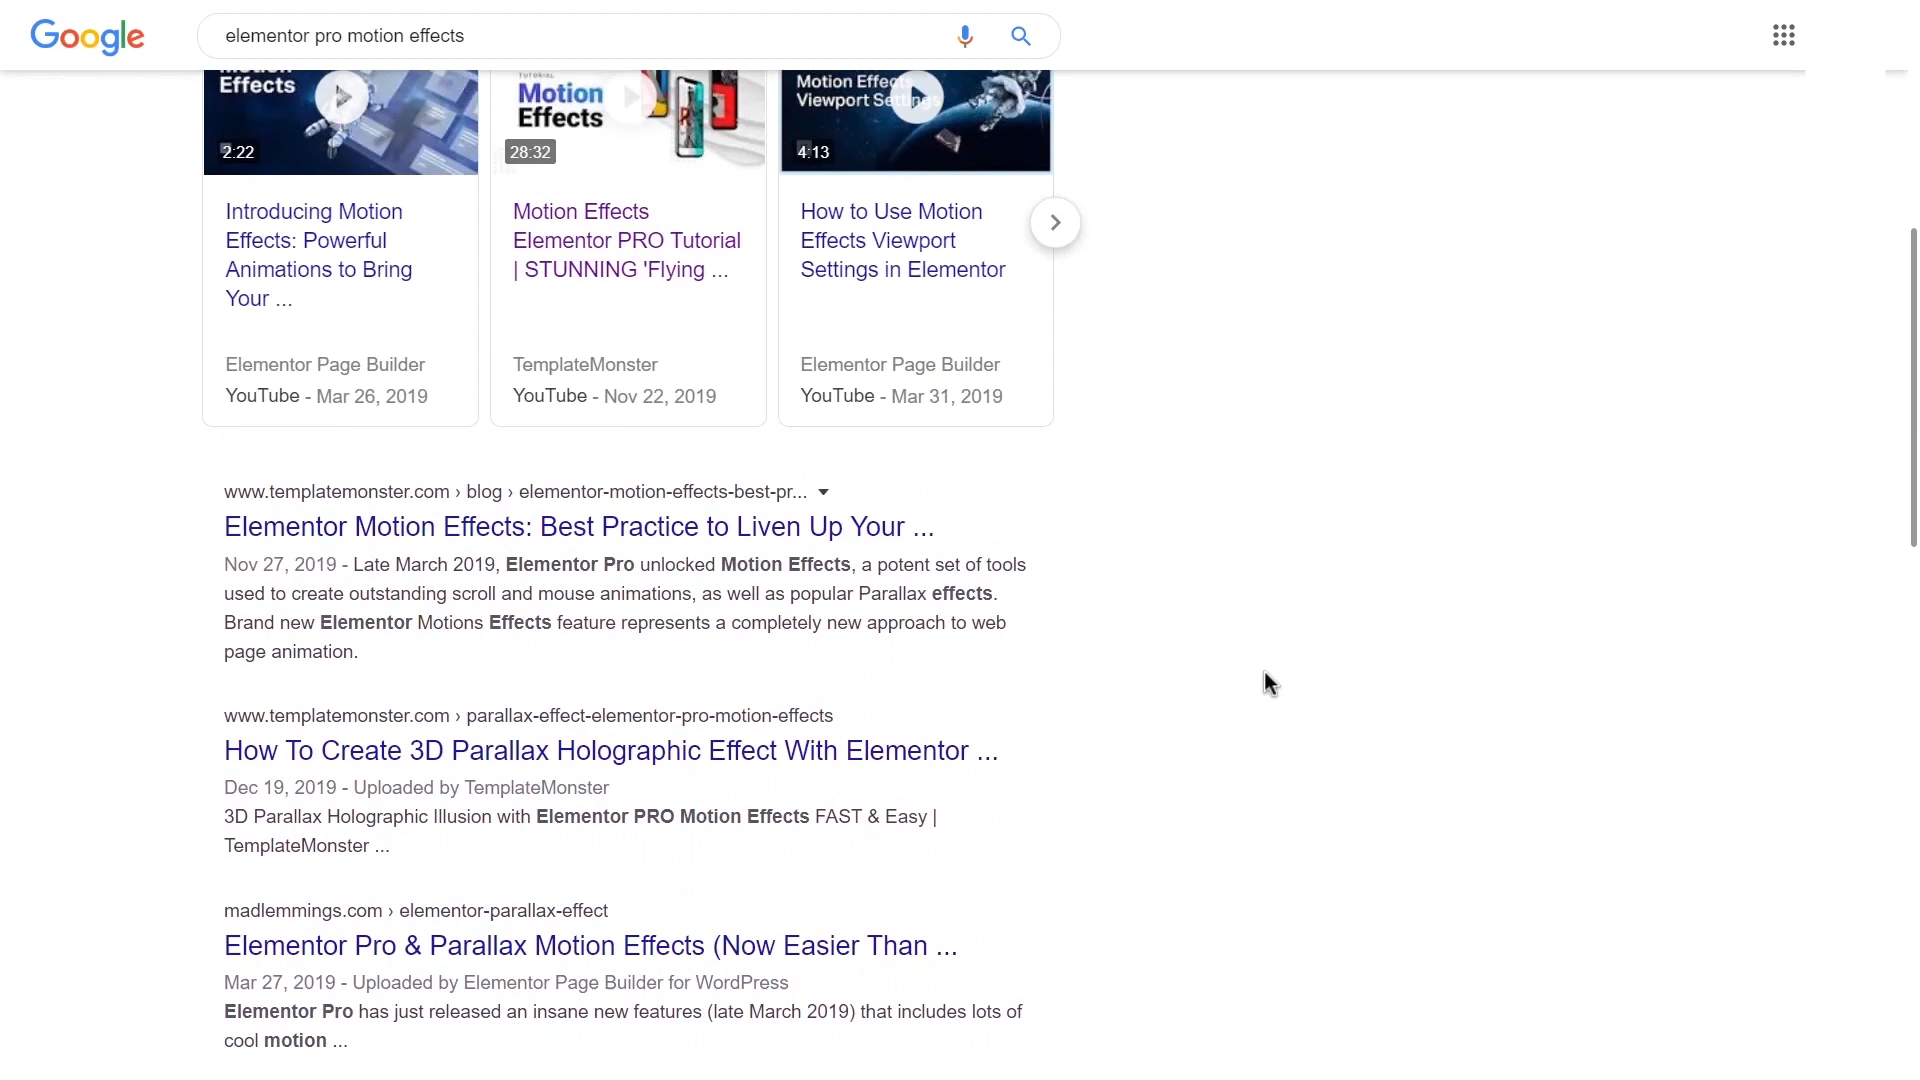 Google
elementor pro motion effects
Motion
Effects
2:22
TUTORIAL
Motion
Effects
28:32
Motion Effects
Viewport Settings
4:13
Introducing Motion
Effects: Powerful
Animations to Bring
Your ...
Elementor Page Builder
YouTube - Mar 26, 2019
Motion Effects
Elementor PRO Tutorial
| STUNNING 'Flying ...
TemplateMonster
YouTube - Nov 22, 2019
How to Use Motion
Effects Viewport
Settings in Elementor
Elementor Page Builder
YouTube - Mar 31, 2019
www.templatemonster.com › blog › elementor-motion-effects-best-pr...
Elementor Motion Effects: Best Practice to Liven Up Your ...
Nov 27, 2019 - Late March 2019, Elementor Pro unlocked Motion Effects, a potent set of tools
used to create outstanding scroll and mouse animations, as well as popular Parallax effects.
Brand new Elementor Motions Effects feature represents a completely new approach to web
page animation.
www.templatemonster.com › parallax-effect-elementor-pro-motion-effects
How To Create 3D Parallax Holographic Effect With Elementor ...
Dec 19, 2019 - Uploaded by TemplateMonster
3D Parallax Holographic Illusion with Elementor PRO Motion Effects FAST & Easy |
TemplateMonster ...
madlemmings.com › elementor-parallax-effect
Elementor Pro & Parallax Motion Effects (Now Easier Than ...
Mar 27, 2019 - Uploaded by Elementor Page Builder for WordPress
Elementor Pro has just released an insane new features (late March 2019) that includes lots of
cool motion ...